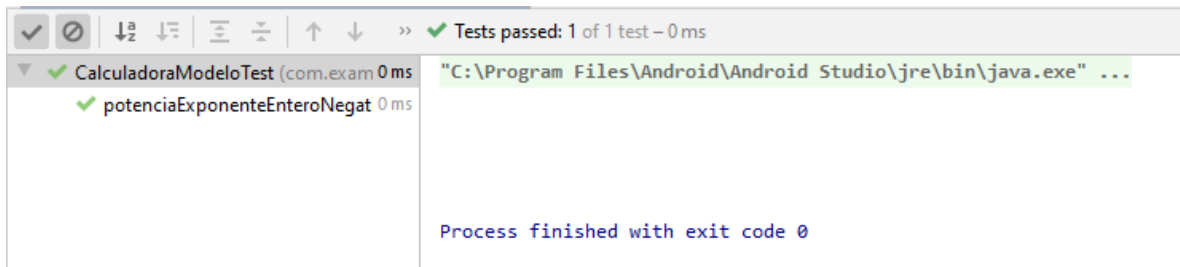 Tests passed: 1 of 1 test – 0 ms
CalculadoraModeloTest (com.exam 0 ms
potenciaExponenteEnteroNegat 0 ms
"C:\Program Files\Android\Android Studio\jre\bin\java.exe" ...
Process finished with exit code 0